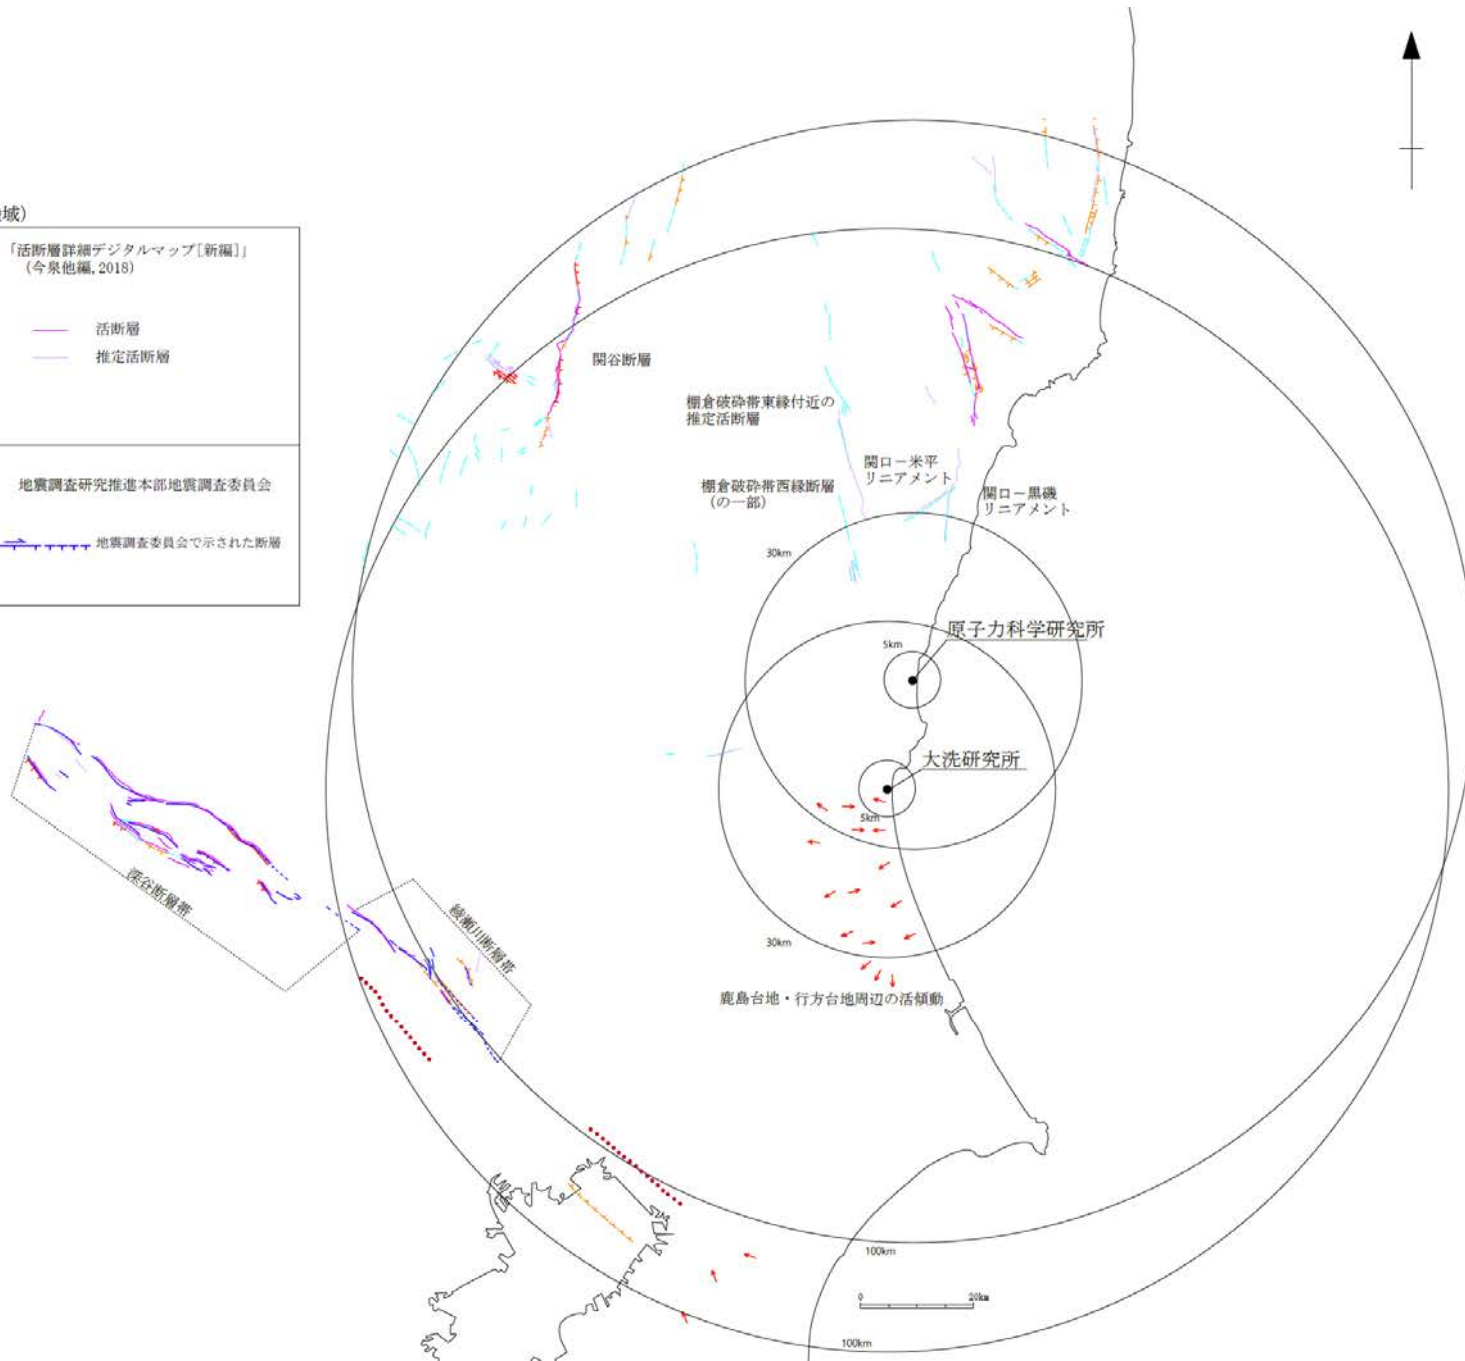 域)
「活断層詳細デジタルマップ[新編]」
(今泉他編, 2018)
活断層
推定活断層
地震調査研究推進本部地震調査委員会
地震調査委員会で示された断層
関谷断層
棚倉破砕帯東縁付近の
推定活断層
関口－米平
リニアメント
棚倉破砕帯西縁断層
(の一部)
関口－黒磯
リニアメント
30km
原子力科学研究所
5km
大洗研究所
5km
深谷断層帯
綾瀬川断層帯
30km
鹿島台地・行方台地周辺の活傾動
100km
0 20km
100km